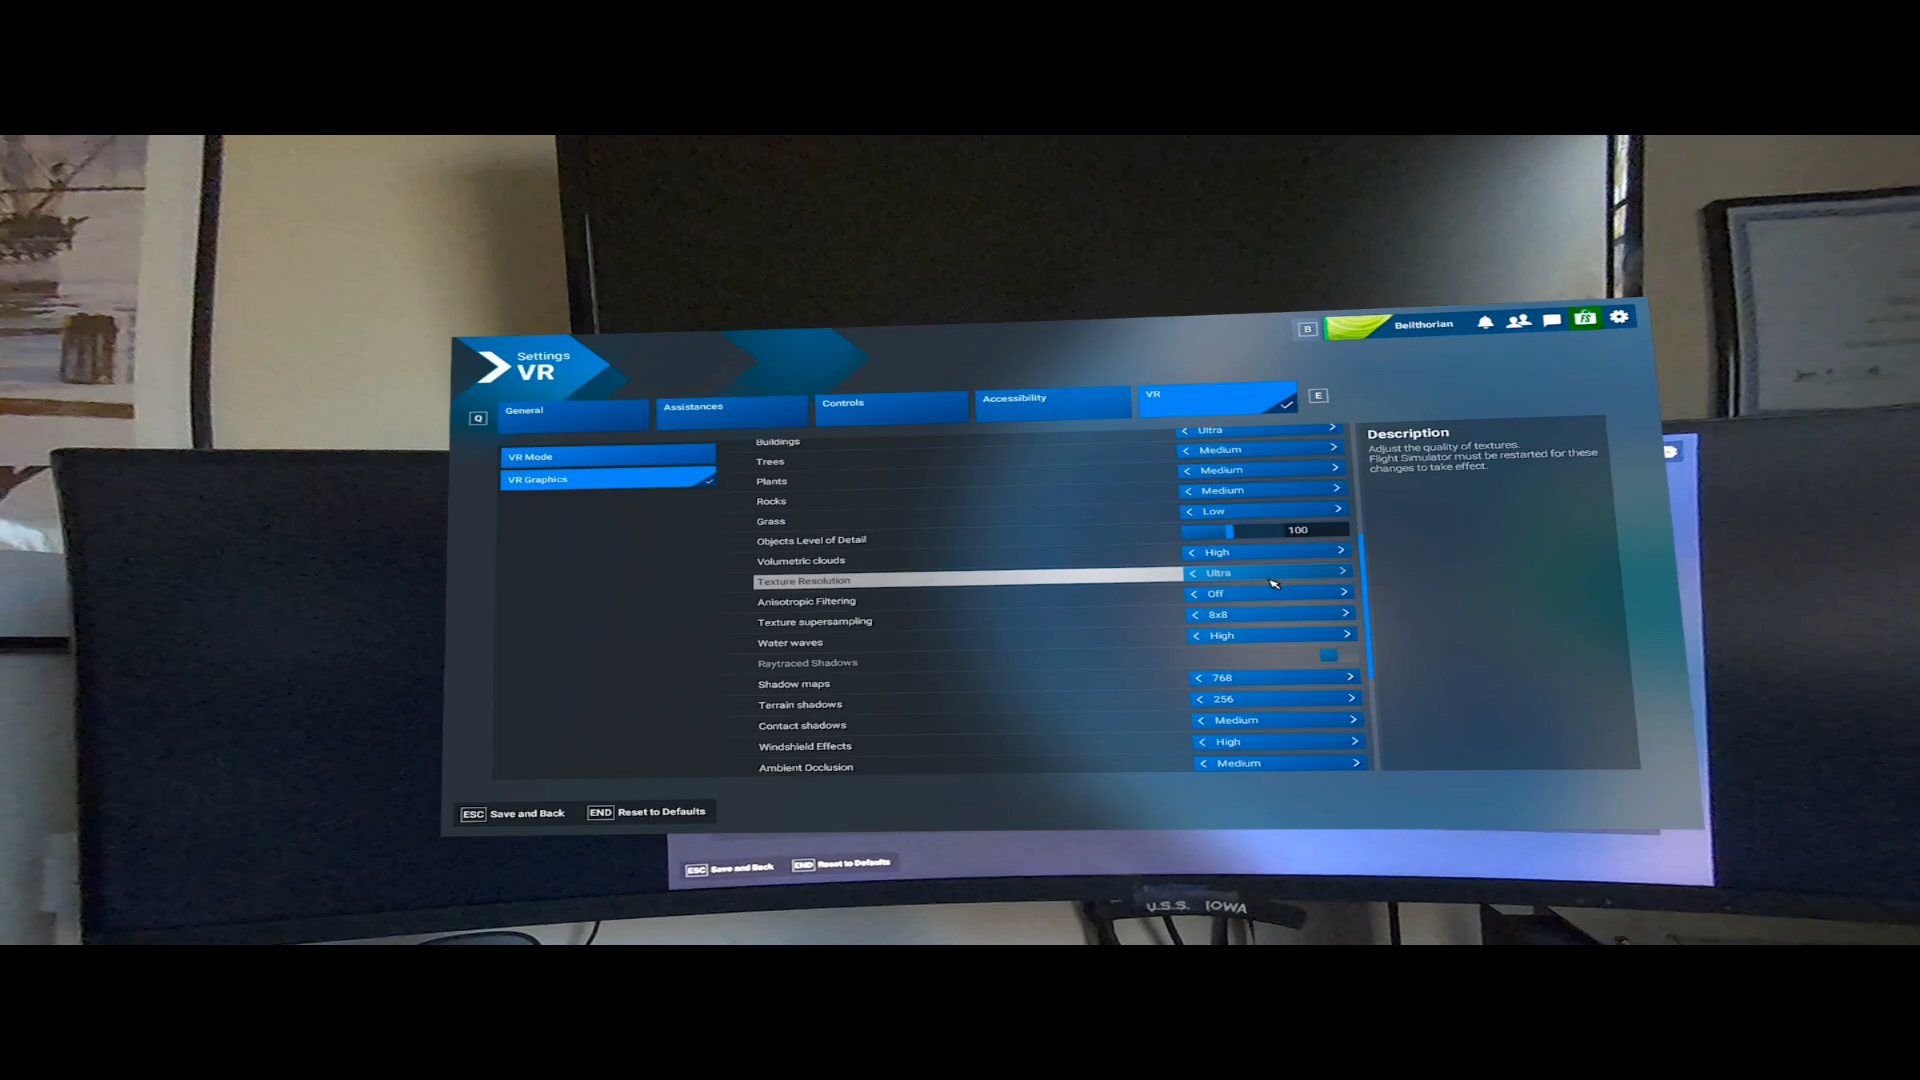 Settings
VR
B
Bellthorian
FS
Q
General
Assistances
Controls
Accessibility
VR
E
VR Mode
VR Graphics
Buildings Ultra
Trees Medium
Plants Medium
Rocks Medium
Grass Low
Objects Level of Detail 100
Volumetric clouds High
Texture Resolution Ultra
Anisotropic Filtering Off
Texture supersampling 8x8
Water waves High
Raytraced Shadows
Shadow maps 768
Terrain shadows 256
Contact shadows Medium
Windshield Effects High
Ambient Occlusion Medium
Description
Adjust the quality of textures.
Flight Simulator must be restarted for these
changes to take effect.
ESC Save and Back END Reset to Defaults
ESC Save and Back END Reset to Defaults
U.S.S. IOWA